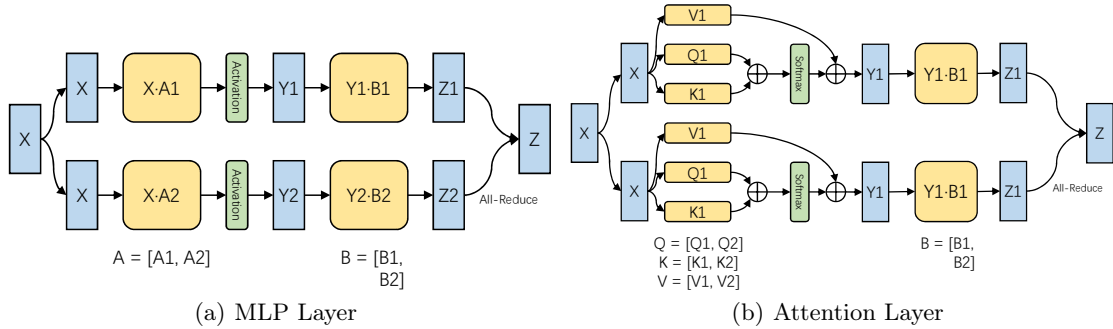 X
X
X·A1
Activation
Y1
Y1·B1
Z1
X
X·A2
Activation
Y2
Y2·B2
Z2
Z
All-Reduce
A = [A1, A2]
B = [B1,
B2]
(a) MLP Layer
X
X
V1
Q1
K1
Softmax
Y1
Y1·B1
Z1
X
V1
Q1
K1
Softmax
Y1
Y1·B1
Z1
Z
All-Reduce
Q = [Q1, Q2]
K = [K1, K2]
V = [V1, V2]
B = [B1,
B2]
(b) Attention Layer